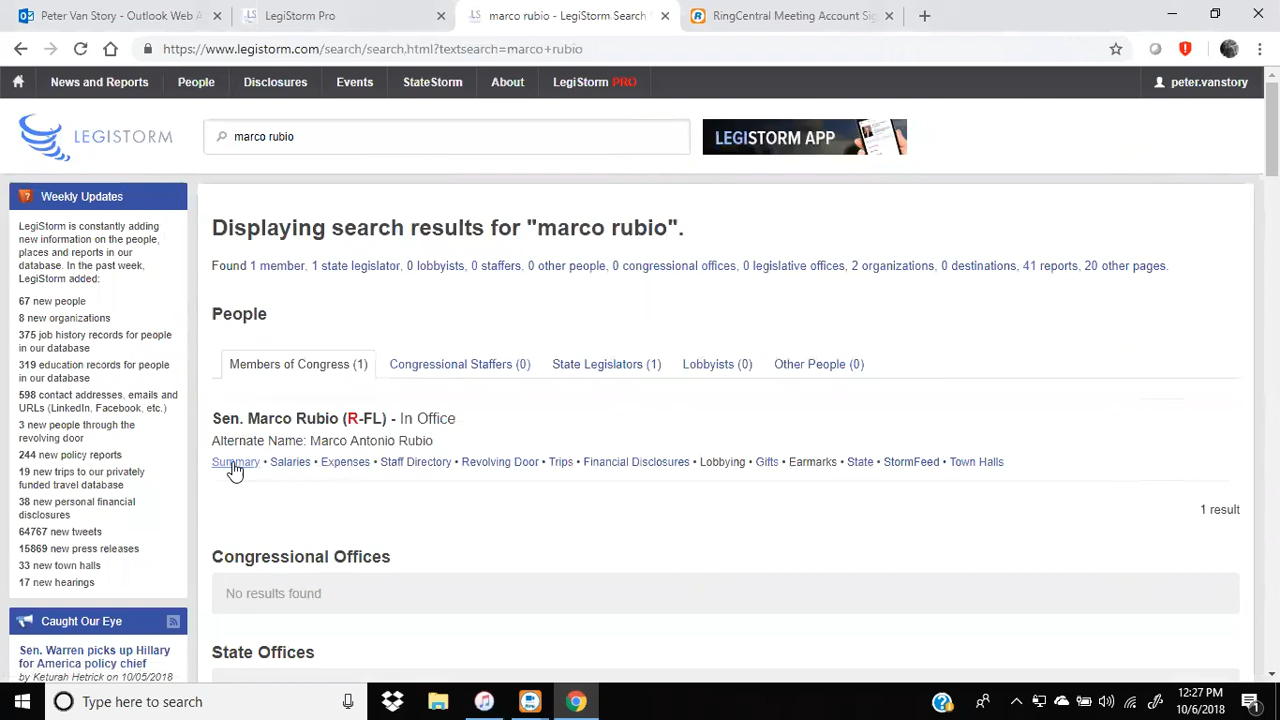 Peter Van Story - Outlook Web A
LegiStorm Pro
marco rubio - LegiStorm Search
RingCentral Meeting Account Sig
https://www.legistorm.com/search/search.html?textsearch=marco+rubio
News and Reports People Disclosures Events StateStorm About LegiStorm PRO peter.vanstory
LEGISTORM
marco rubio
LEGISTORM APP
Weekly Updates
LegiStorm is constantly adding
new information on the people,
places and reports in our
database. In the past week,
LegiStorm added:
67 new people
8 new organizations
375 job history records for people
in our database
319 education records for people
in our database
598 contact addresses, emails and
URLs (LinkedIn, Facebook, etc.)
3 new people through the
revolving door
244 new policy reports
19 new trips to our privately
funded travel database
38 new personal financial
disclosures
64767 new tweets
15869 new press releases
33 new town halls
17 new hearings
Caught Our Eye
Sen. Warren picks up Hillary
for America policy chief
by Keturah Hetrick on 10/05/2018
Displaying search results for "marco rubio".
Found 1 member, 1 state legislator, 0 lobbyists, 0 staffers, 0 other people, 0 congressional offices, 0 legislative offices, 2 organizations, 0 destinations, 41 reports, 20 other pages.
People
Members of Congress (1) Congressional Staffers (0) State Legislators (1) Lobbyists (0) Other People (0)
Sen. Marco Rubio (R-FL) - In Office
Alternate Name: Marco Antonio Rubio
Summary • Salaries • Expenses • Staff Directory • Revolving Door • Trips • Financial Disclosures • Lobbying • Gifts • Earmarks • State • StormFeed • Town Halls
1 result
Congressional Offices
No results found
State Offices
Type here to search
12:27 PM
10/6/2018
1